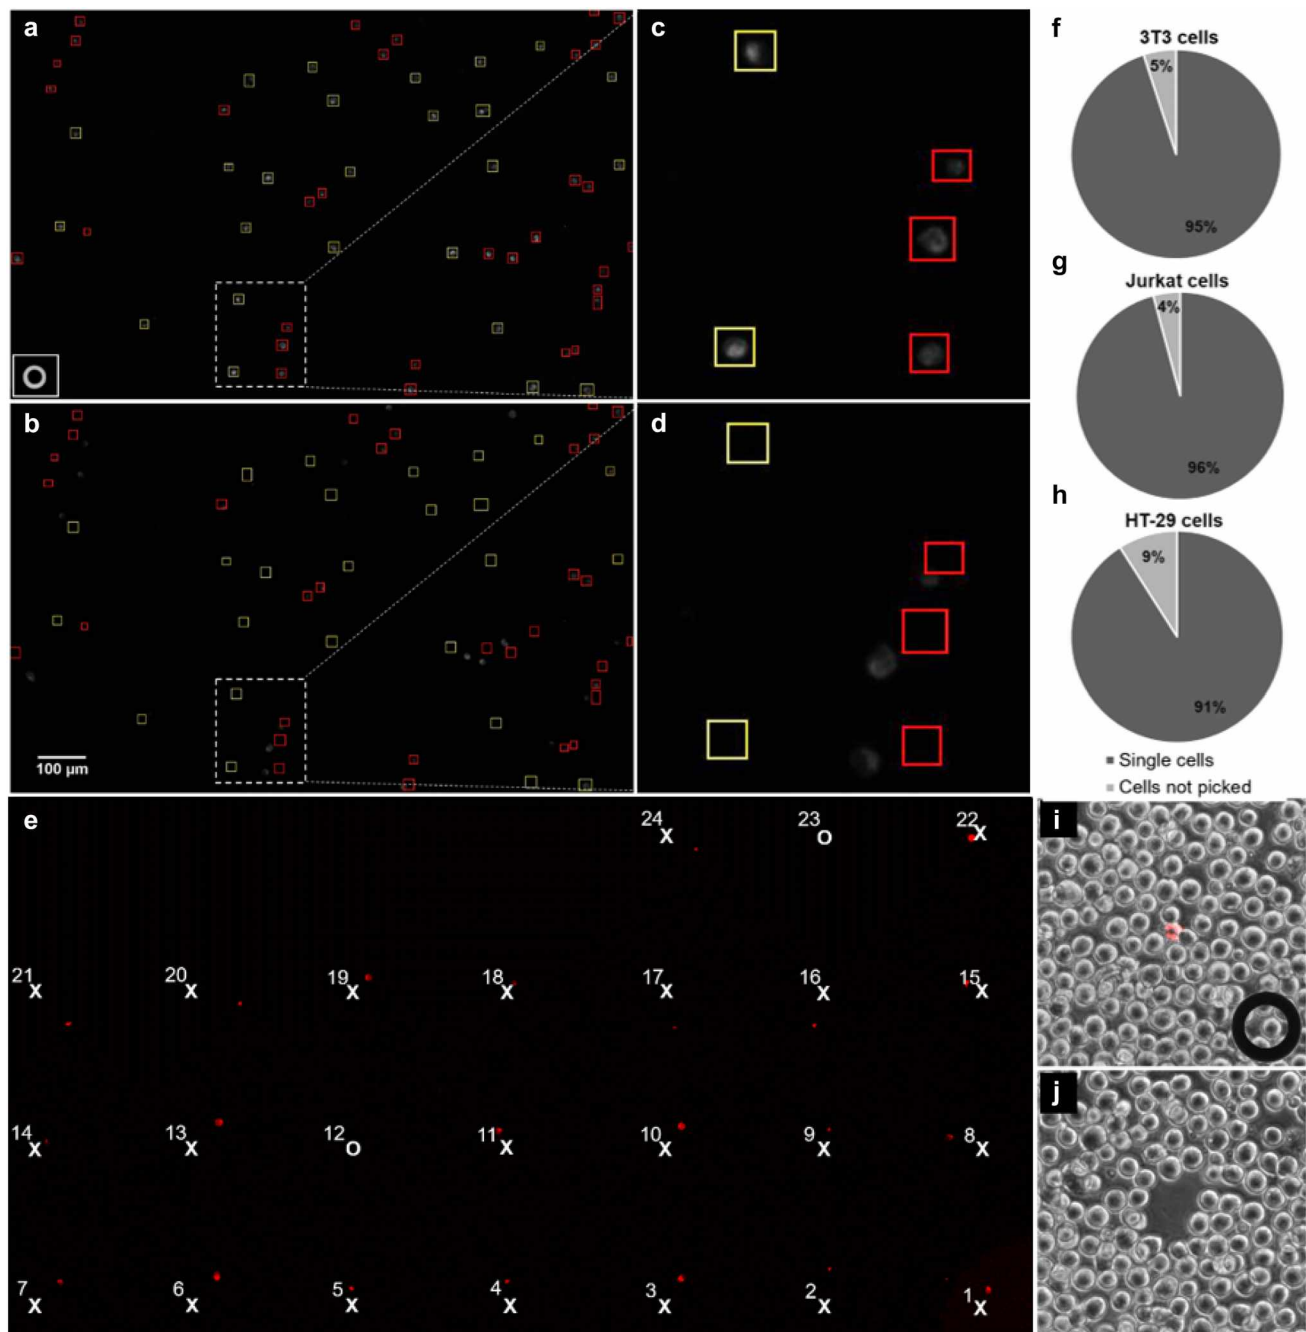 a
c
f
3T3 cells
5%
95%
g
Jurkat cells
4%
96%
b
d
h
HT-29 cells
9%
91%
100 µm
Single cells
Cells not picked
e
24 X
23 O
22 X
i
21 X
20 X
19 X
18 X
17 X
16 X
15 X
j
14 X
13 X
12 O
11 X
10 X
9 X
8 X
7 X
6 X
5 X
4 X
3 X
2 X
1 X